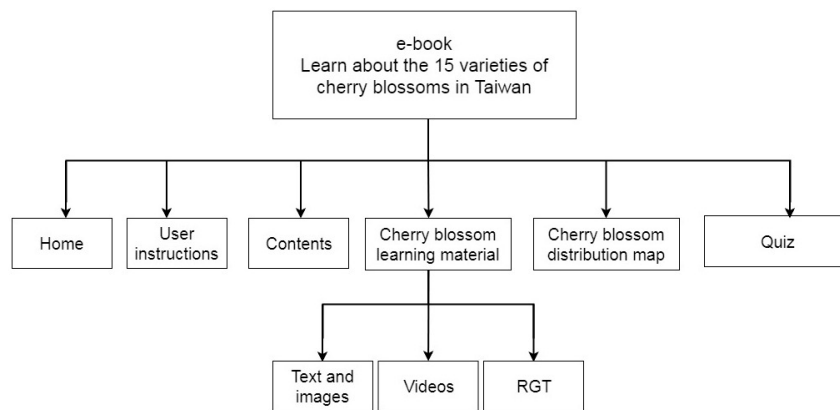 e-book
Learn about the 15 varieties of
cherry blossoms in Taiwan
Home
User
instructions
Contents
Cherry blossom
learning material
Cherry blossom
distribution map
Quiz
Text and
images
Videos
RGT